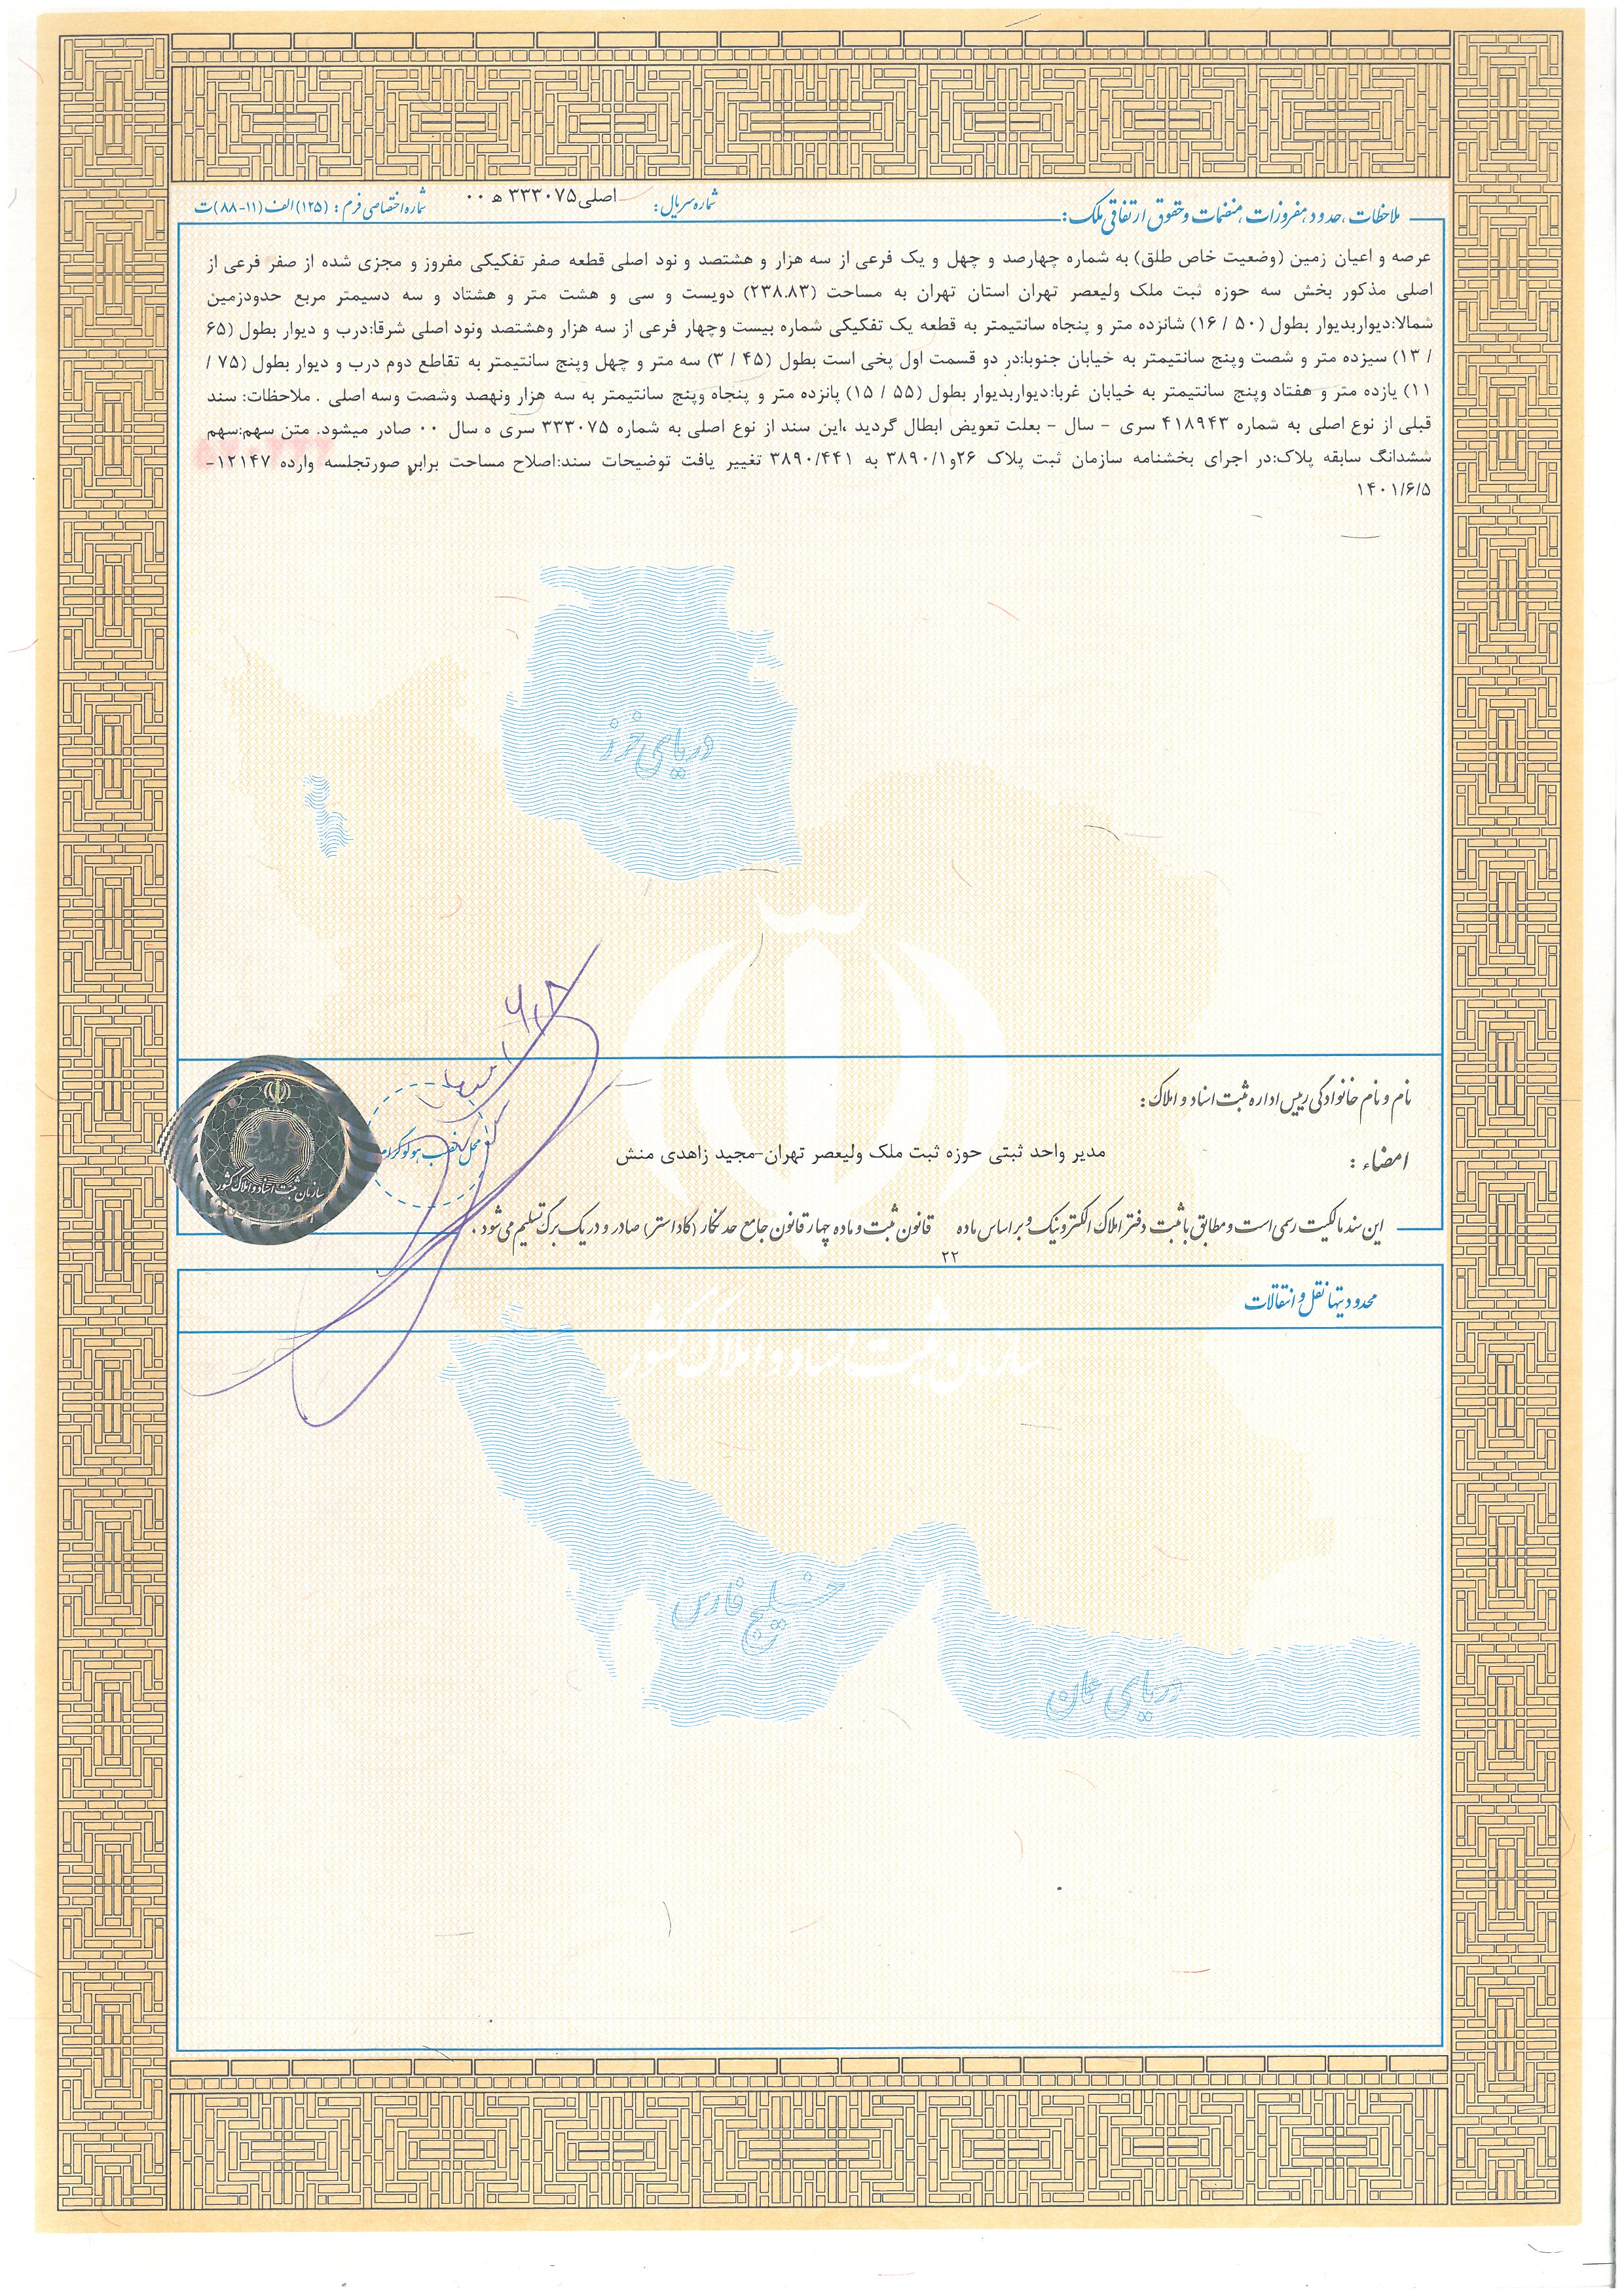 ملاحظات ،حدود ،مفروزات ،منضمات وحقوق ارتفاقی ملک:
شماره سریال: اصلی ۳۳۳۰۷۵ ه ۰۰
شماره اختصاصی فرم : (۱۲۵) الف (۱۱-۸۸) ت
عرصه و اعیان زمین (وضعیت خاص طلق) به شماره چهارصد و چهل و یک فرعی از سه هزار و هشتصد و نود اصلی قطعه صفر تفکیکی مفروز و مجزی شده از صفر فرعی از
اصلی مذکور بخش سه حوزه ثبت ملک ولیعصر تهران استان تهران به مساحت (۲۳۸.۸۳) دویست و سی و هشت متر و هشتاد و سه دسیمتر مربع حدودزمین
شمالا:دیواربدیوار بطول (۵۰ / ۱۶) شانزده متر و پنجاه سانتیمتر به قطعه یک تفکیکی شماره بیست وچهار فرعی از سه هزار وهشتصد ونود اصلی شرقا:درب و دیوار بطول (۶۵
/ ۱۳) سیزده متر و شصت وپنج سانتیمتر به خیابان جنوبا:در دو قسمت اول پخی است بطول (۴۵ / ۳) سه متر و چهل وپنج سانتیمتر به تقاطع دوم درب و دیوار بطول (۷۵ /
۱۱) یازده متر و هفتاد وپنج سانتیمتر به خیابان غربا:دیواربدیوار بطول (۵۵ / ۱۵) پانزده متر و پنجاه وپنج سانتیمتر به سه هزار ونهصد وشصت وسه اصلی . ملاحظات: سند
قبلی از نوع اصلی به شماره ۴۱۸۹۴۳ سری - سال - بعلت تعویض ابطال گردید ،این سند از نوع اصلی به شماره ۳۳۳۰۷۵ سری ه سال ۰۰ صادر میشود. متن سهم:سهم
ششدانگ سابقه پلاک:در اجرای بخشنامه سازمان ثبت پلاک ۲۶و۳۸۹۰/۱ به ۳۸۹۰/۴۴۱ تغییر یافت توضیحات سند:اصلاح مساحت برابر صورتجلسه وارده ۱۲۱۴۷-
۱۴۰۱/۶/۵
دریای خزر
نام و نام خانوادگی رییس اداره ثبت اسناد و املاک :
امضاء :
مدیر واحد ثبتی حوزه ثبت ملک ولیعصر تهران-مجید زاهدی منش
محل نصب هولوگرام
سازمان ثبت اسناد و املاک کشور
این سند مالکیت رسمی است و مطابق با ثبت دفتر املاک الکترونیک و بر اساس ماده ۲۲ قانون ثبت و ماده چهار قانون جامع حد نگار (کاداستر) صادر و در یک برگ تسلیم می‌شود .
محدودیتها نقل و انتقالات
سازمان ثبت اسناد و املاک کشور
خلیج فارس
دریای عمان